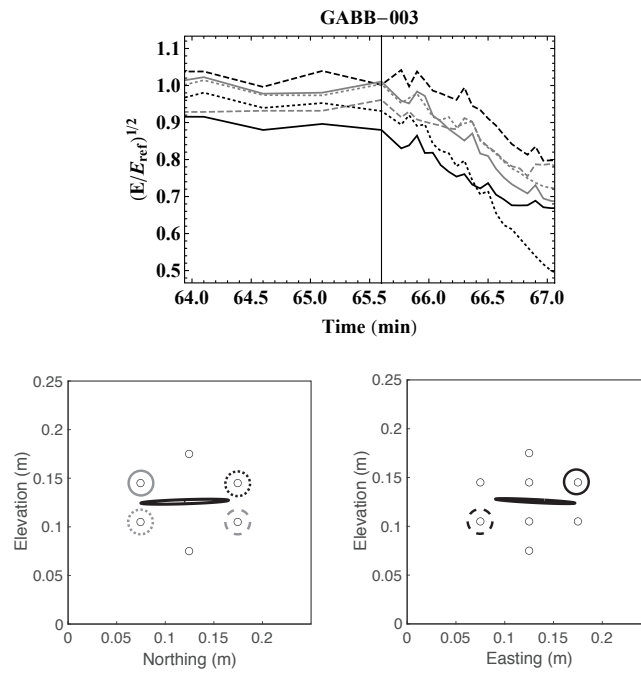 GABB−003
(E/E_ref)^1/2
1.1
1.0
0.9
0.8
0.7
0.6
0.5
64.0 64.5 65.0 65.5 66.0 66.5 67.0
Time (min)
Elevation (m)
0.25
0.2
0.15
0.1
0.05
0
0 0.05 0.1 0.15 0.2
Northing (m)
Elevation (m)
0.25
0.2
0.15
0.1
0.05
0
0 0.05 0.1 0.15 0.2
Easting (m)